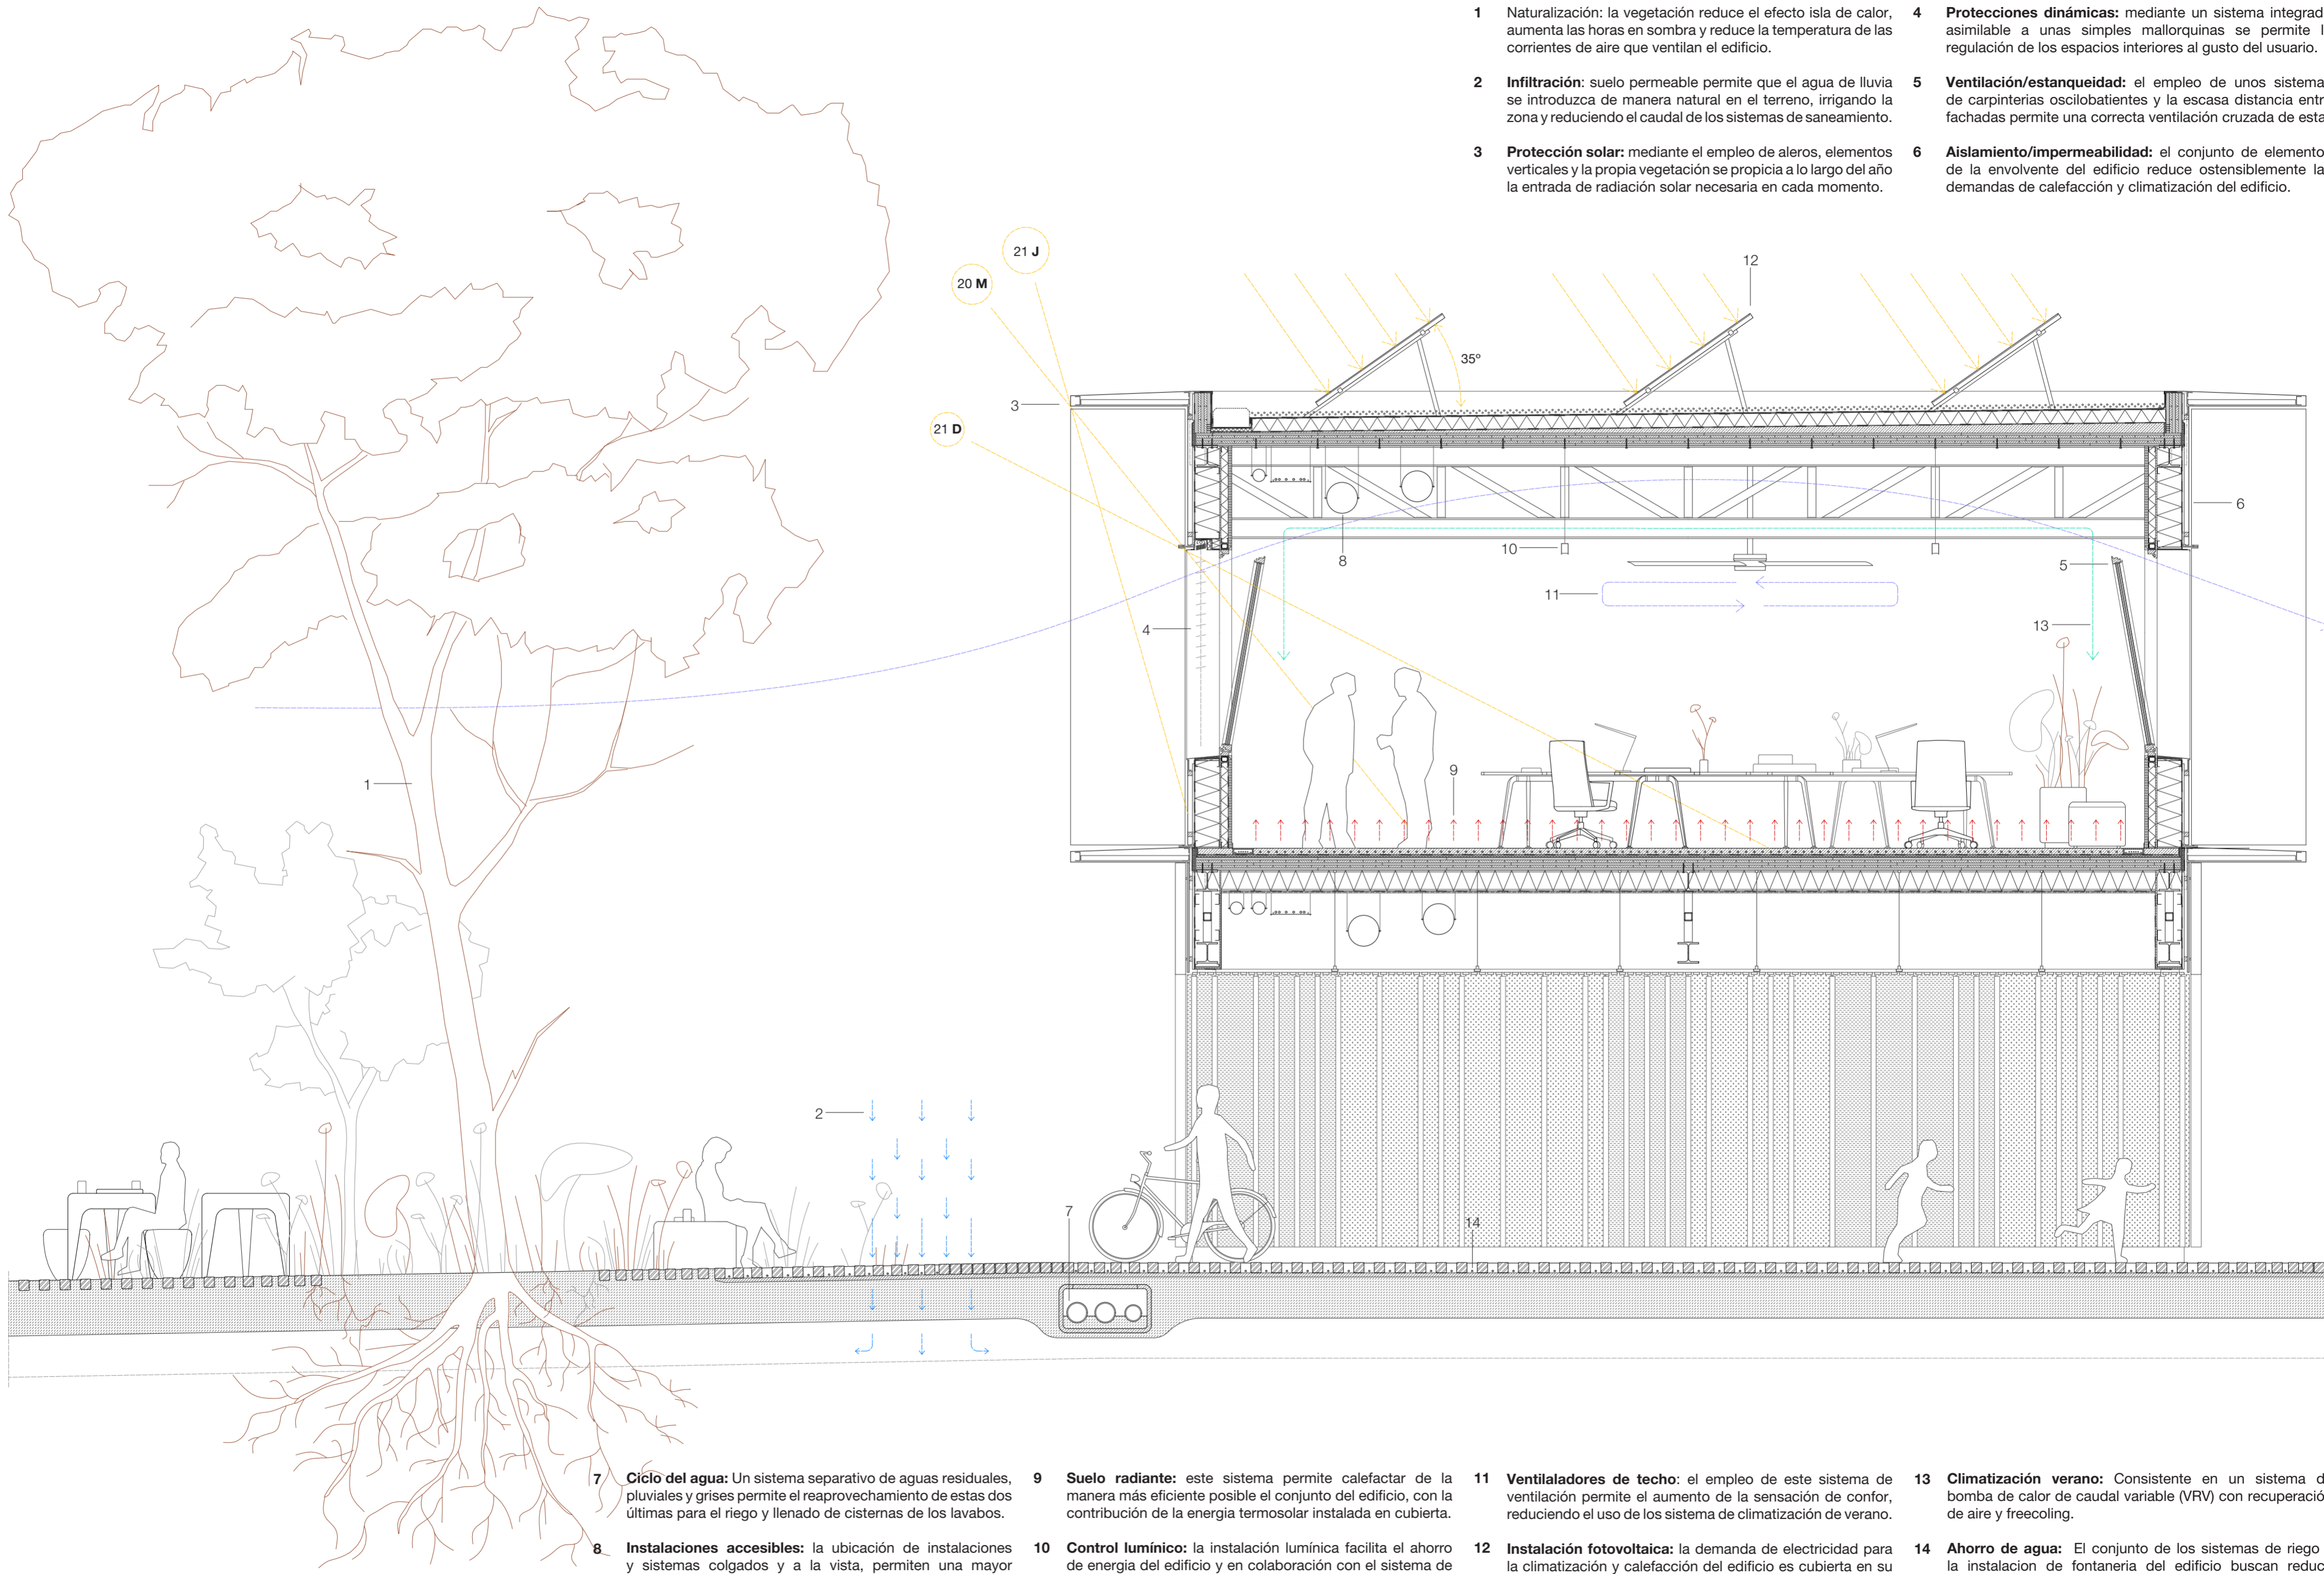 1 Naturalización: la vegetación reduce el efecto isla de calor,
aumenta las horas en sombra y reduce la temperatura de las
corrientes de aire que ventilan el edificio.
2 Infiltración: suelo permeable permite que el agua de lluvia
se introduzca de manera natural en el terreno, irrigando la
zona y reduciendo el caudal de los sistemas de saneamiento.
3 Protección solar: mediante el empleo de aleros, elementos
verticales y la propia vegetación se propicia a lo largo del año
la entrada de radiación solar necesaria en cada momento.
4 Protecciones dinámicas: mediante un sistema integrad
asimilable a unas simples mallorquinas se permite l
regulación de los espacios interiores al gusto del usuario.
5 Ventilación/estanqueidad: el empleo de unos sistema
de carpinterias oscilobatientes y la escasa distancia entr
fachadas permite una correcta ventilación cruzada de esta
6 Aislamiento/impermeabilidad: el conjunto de elemento
de la envolvente del edificio reduce ostensiblemente la
demandas de calefacción y climatización del edificio.
21 J
12
20 M
35º
3
21 D
6
10
8
5
11
4
13
9
1
2
7
14
7 Ciclo del agua: Un sistema separativo de aguas residuales,
pluviales y grises permite el reaprovechamiento de estas dos
últimas para el riego y llenado de cisternas de los lavabos.
8 Instalaciones accesibles: la ubicación de instalaciones
y sistemas colgados y a la vista, permiten una mayor
9 Suelo radiante: este sistema permite calefactar de la
manera más eficiente posible el conjunto del edificio, con la
contribución de la energia termosolar instalada en cubierta.
10 Control lumínico: la instalación lumínica facilita el ahorro
de energia del edificio y en colaboración con el sistema de
11 Ventilaladores de techo: el empleo de este sistema de
ventilación permite el aumento de la sensación de confor,
reduciendo el uso de los sistema de climatización de verano.
12 Instalación fotovoltaica: la demanda de electricidad para
la climatización y calefacción del edificio es cubierta en su
13 Climatización verano: Consistente en un sistema d
bomba de calor de caudal variable (VRV) con recuperació
de aire y freecoling.
14 Ahorro de agua: El conjunto de los sistemas de riego
la instalacion de fontaneria del edificio buscan reduc